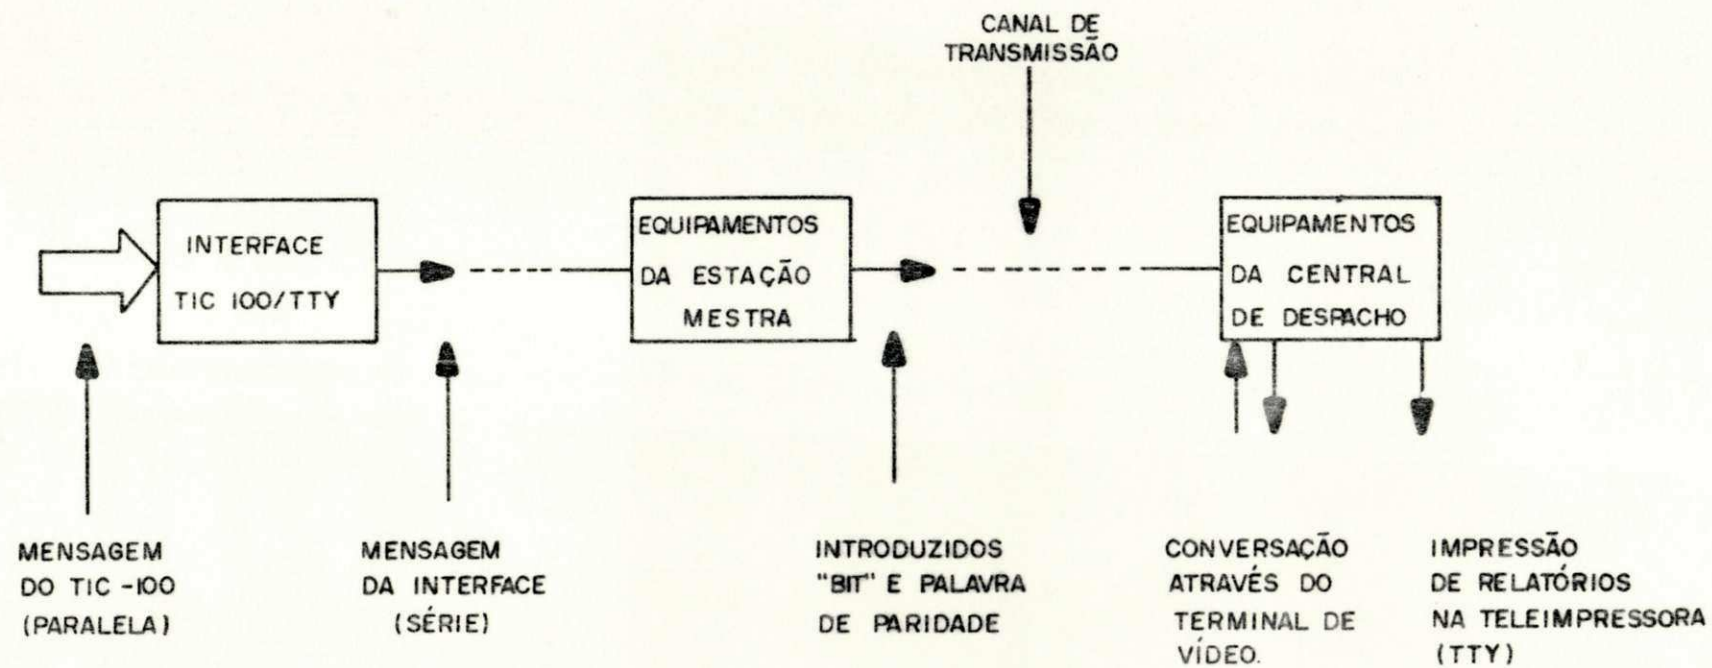 CANAL DE
TRANSMISSÃO
INTERFACE
TIC 100/TTY
EQUIPAMENTOS
DA ESTAÇÃO
MESTRA
EQUIPAMENTOS
DA CENTRAL
DE DESPACHO
MENSAGEM
DO TIC -100
(PARALELA)
MENSAGEM
DA INTERFACE
(SÉRIE)
INTRODUZIDOS
"BIT" E PALAVRA
DE PARIDADE
CONVERSAÇÃO
ATRAVÉS DO
TERMINAL DE
VÍDEO.
IMPRESSÃO
DE RELATÓRIOS
NA TELEIMPRESSORA
(TTY)